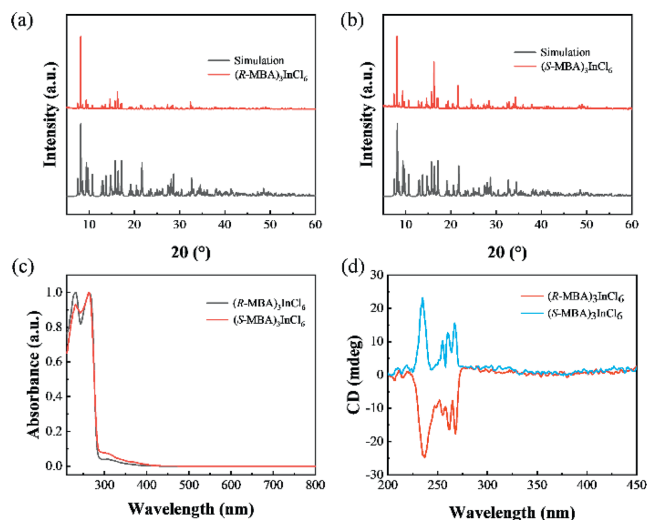 (a)
Simulation
(R-MBA)₃InCl₆
Intensity (a.u.)
10 20 30 40 50 60
20 (°)
(b)
Simulation
(S-MBA)₃InCl₆
Intensity (a.u.)
10 20 30 40 50 60
20 (°)
(c)
(R-MBA)₃InCl₆
(S-MBA)₃InCl₆
1.0
0.8
0.6
0.4
0.2
0.0
Absorbance (a.u.)
300 400 500 600 700 800
Wavelength (nm)
(d)
(R-MBA)₃InCl₆
(S-MBA)₃InCl₆
30
20
10
0
-10
-20
-30
CD (mdeg)
200 250 300 350 400 450
Wavelength (nm)